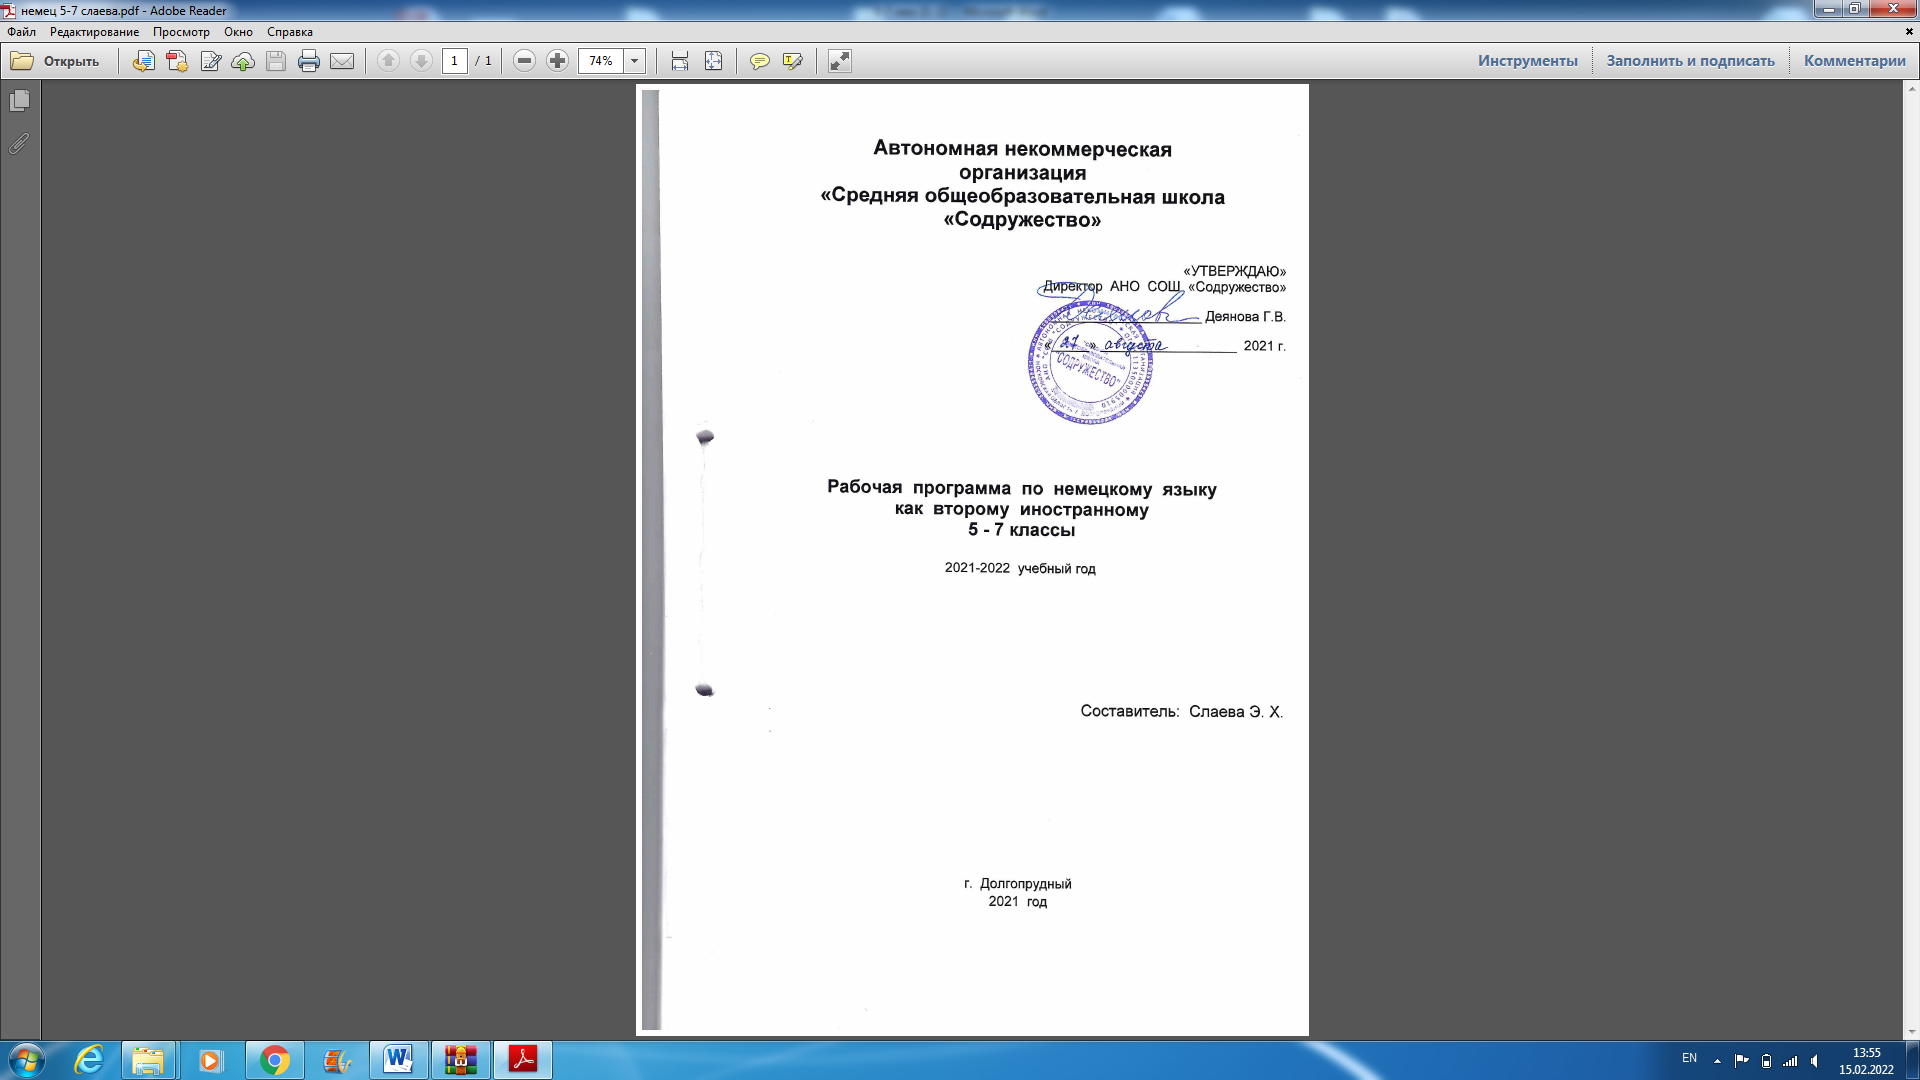 немец 5-7 слаева.pdf - Adobe Reader
Файл Редактирование Просмотр Окно Справка
Открыть 1 / 1 74% Инструменты Заполнить и подписать Комментарии
Автономная некоммерческая
организация
«Средняя общеобразовательная школа
«Содружество»
«УТВЕРЖДАЮ»
Директор АНО СОШ «Содружество»
Деянова Г.В.
« 27 » августа 2021 г.
"СОДРУЖЕСТВО"
Рабочая программа по немецкому языку
как второму иностранному
5 - 7 классы
2021-2022 учебный год
Составитель: Слаева Э. Х.
г. Долгопрудный
2021 год
EN
13:55
15.02.2022